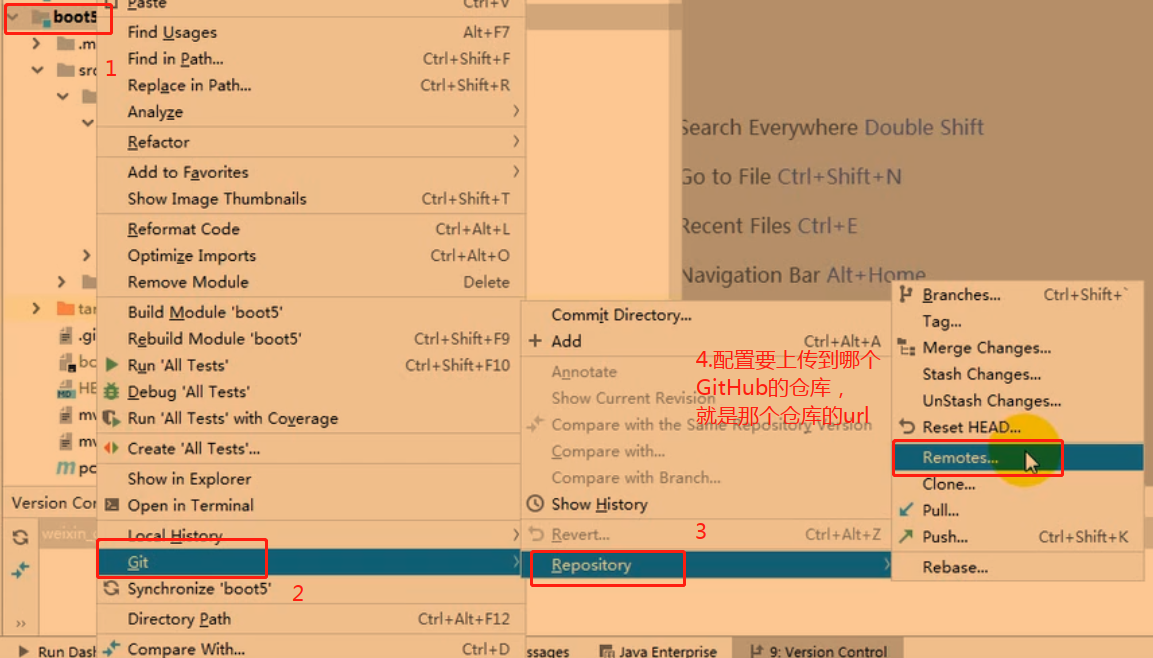 boot5
.m
src
tar
.gi
HE
mv
mv
Version Cor
Run Dash
1
Paste Ctrl+V
Find Usages Alt+F7
Find in Path... Ctrl+Shift+F
Replace in Path... Ctrl+Shift+R
Analyze
Refactor
Add to Favorites
Show Image Thumbnails Ctrl+Shift+T
Reformat Code Ctrl+Alt+L
Optimize Imports Ctrl+Alt+O
Remove Module Delete
Build Module 'boot5'
Rebuild Module 'boot5' Ctrl+Shift+F9
Run 'All Tests' Ctrl+Shift+F10
Debug 'All Tests'
Run 'All Tests' with Coverage
Create 'All Tests'...
Show in Explorer
Open in Terminal
Local History
Git
Synchronize 'boot5'
2
Directory Path Ctrl+Alt+F12
Compare With... Ctrl+D
Search Everywhere Double Shift
Go to File Ctrl+Shift+N
Recent Files Ctrl+E
Navigation Bar Alt+Home
Commit Directory...
Add Ctrl+Alt+A
Annotate
Show Current Revision
Compare with the Same Repository Version
Compare with...
Compare with Branch...
Show History
Revert... Ctrl+Alt+Z
3
Repository
4.配置要上传到哪个
GitHub的仓库，
就是那个仓库的url
Branches... Ctrl+Shift+`
Tag...
Merge Changes...
Stash Changes...
UnStash Changes...
Reset HEAD...
Remotes...
Clone...
Pull...
Push... Ctrl+Shift+K
Rebase...
ssages
Java Enterprise
9: Version Control